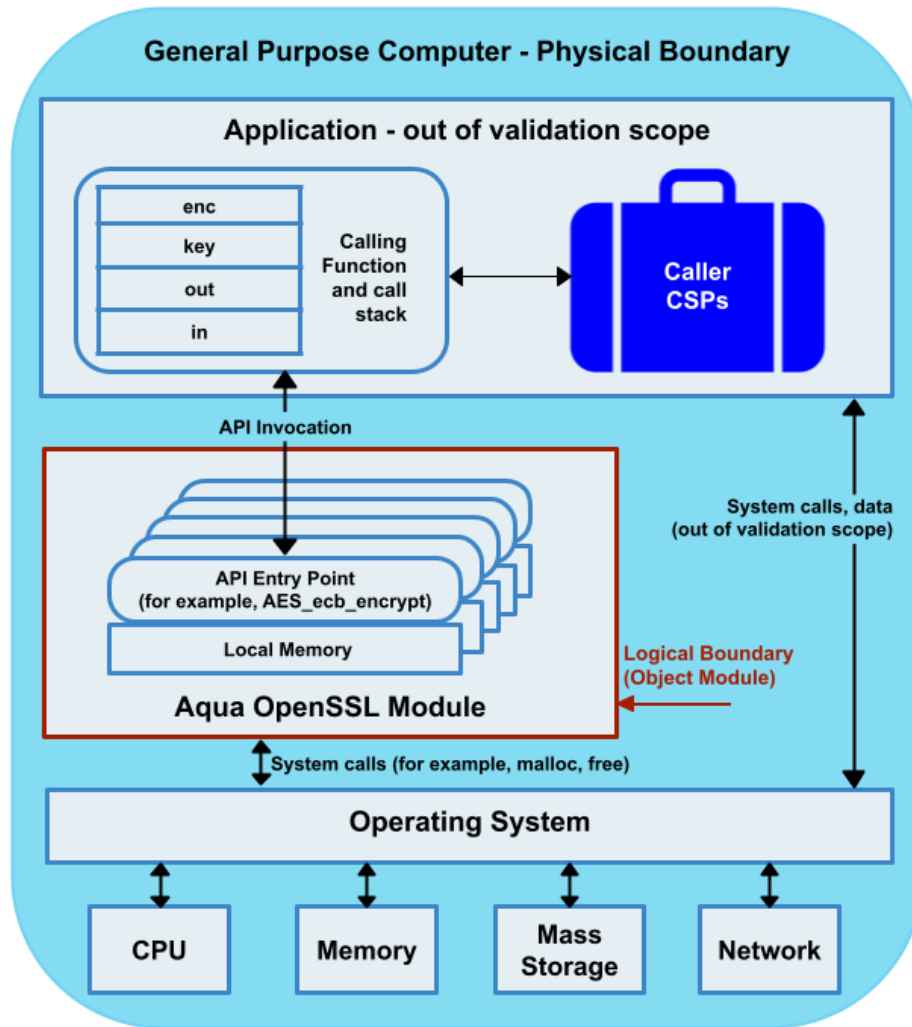 General Purpose Computer - Physical Boundary
Application - out of validation scope
enc
key
out
in
Calling
Function
and call
stack
Caller
CSPs
API Invocation
System calls, data
(out of validation scope)
API Entry Point
(for example, AES_ecb_encrypt)
Local Memory
Aqua OpenSSL Module
Logical Boundary
(Object Module)
System calls (for example, malloc, free)
Operating System
CPU
Memory
Mass
Storage
Network